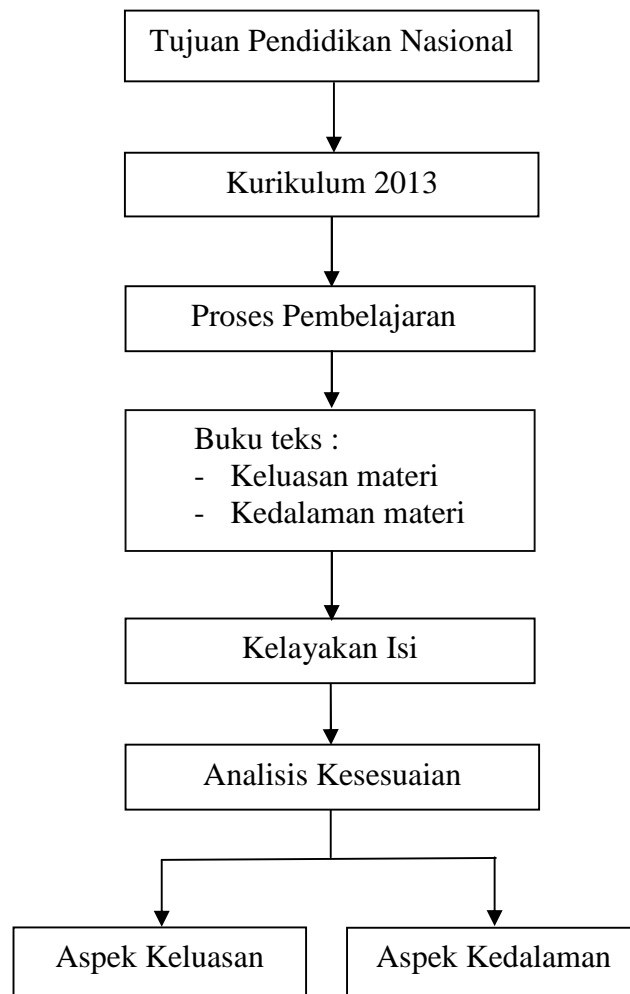 Tujuan Pendidikan Nasional
Kurikulum 2013
Proses Pembelajaran
Buku teks :
- Keluasan materi
- Kedalaman materi
Kelayakan Isi
Analisis Kesesuaian
Aspek Keluasan
Aspek Kedalaman